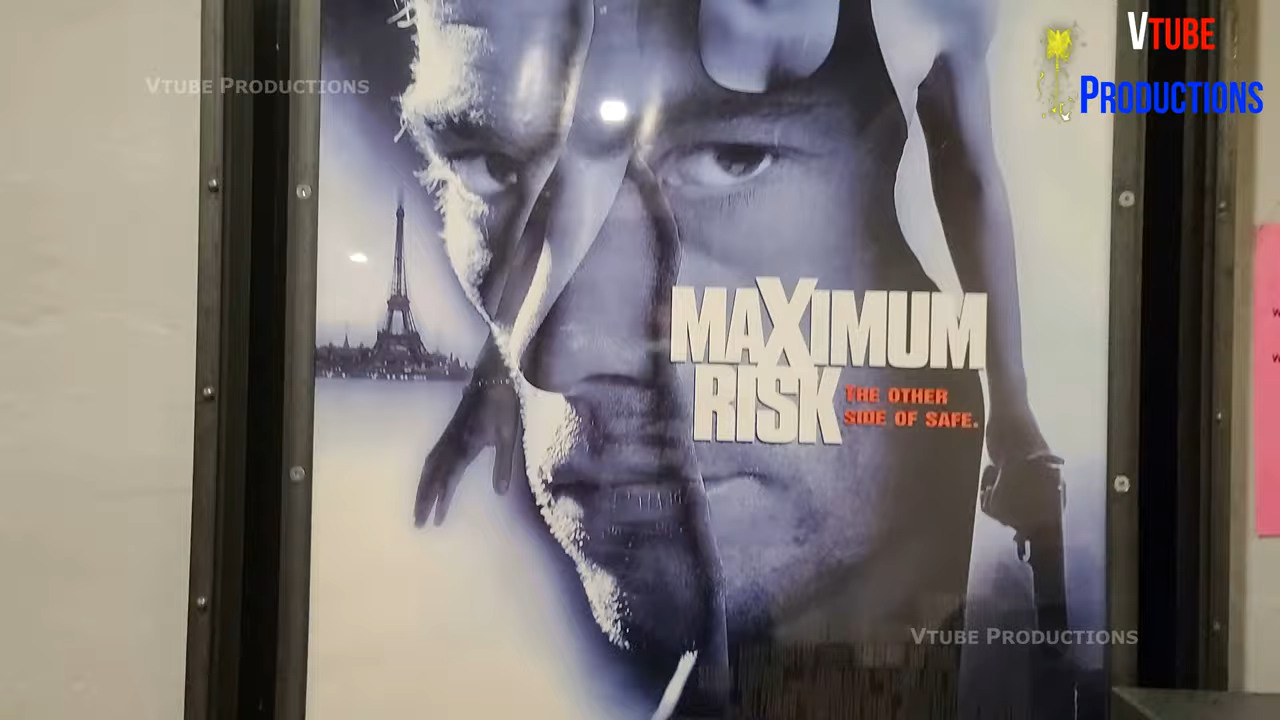 VTUBE
PRODUCTIONS
VTUBE PRODUCTIONS
MAXIMUM
RISK
THE OTHER
SIDE OF SAFE.
VTUBE PRODUCTIONS